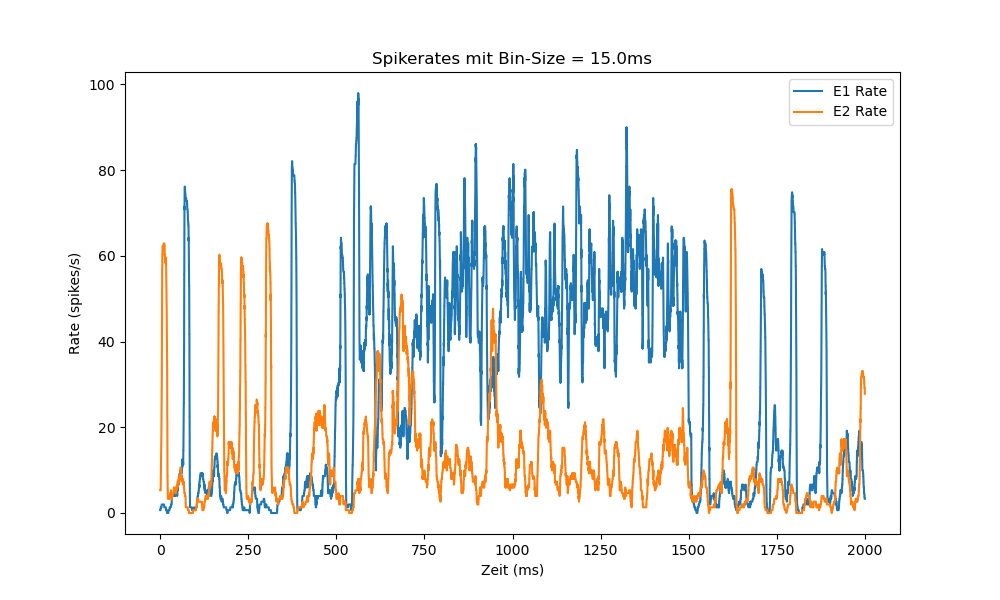 Spikerates mit Bin-Size = 15.0ms
E1 Rate
E2 Rate
Rate (spikes/s)
100
80
60
40
20
0
0 250 500 750 1000 1250 1500 1750 2000
Zeit (ms)